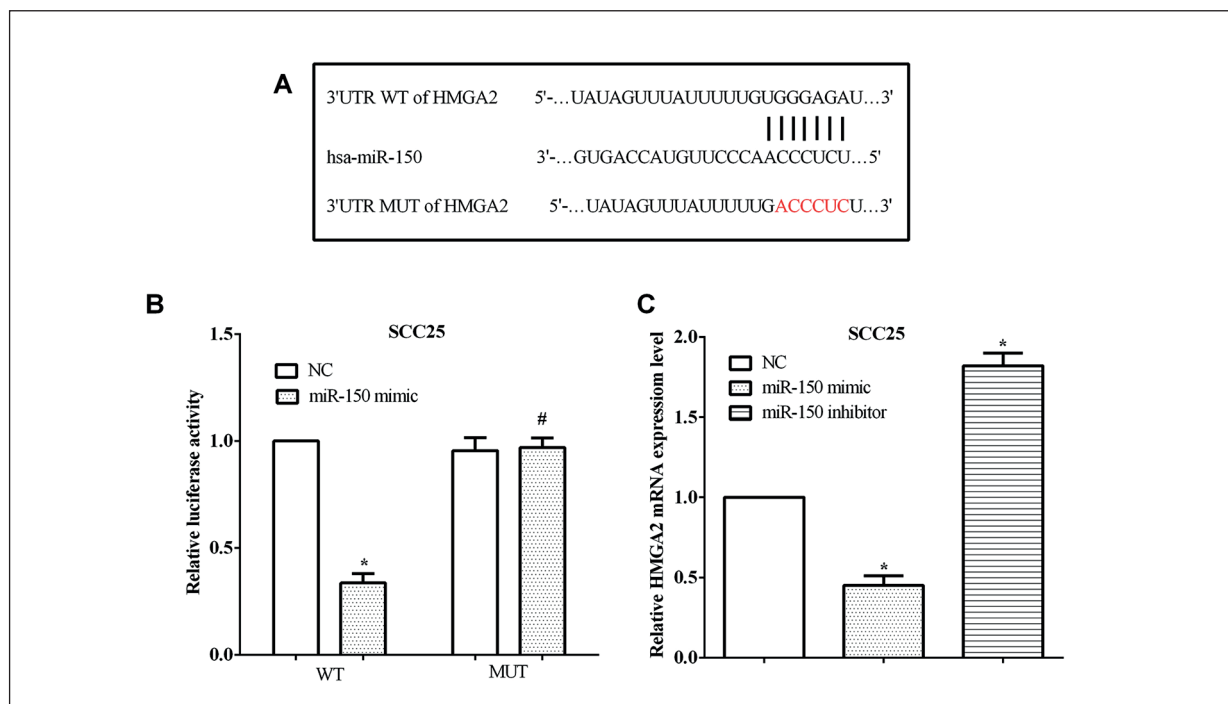 A
3'UTR WT of HMGA2 5'-...UAUAGUUUAUUUUUGUGGGAGAU...3'
hsa-miR-150 3'-...GUGACCAUGUUCCCAACCCUCU...5'
3'UTR MUT of HMGA2 5'-...UAUAGUUUAUUUUUGACCCUCU...3'
B
SCC25
NC
miR-150 mimic
Relative luciferase activity
1.5
1.0
0.5
0.0
*
#
WT
MUT
C
SCC25
NC
miR-150 mimic
miR-150 inhibitor
Relative HMGA2 mRNA expression level
2.0
1.5
1.0
0.5
0.0
*
*